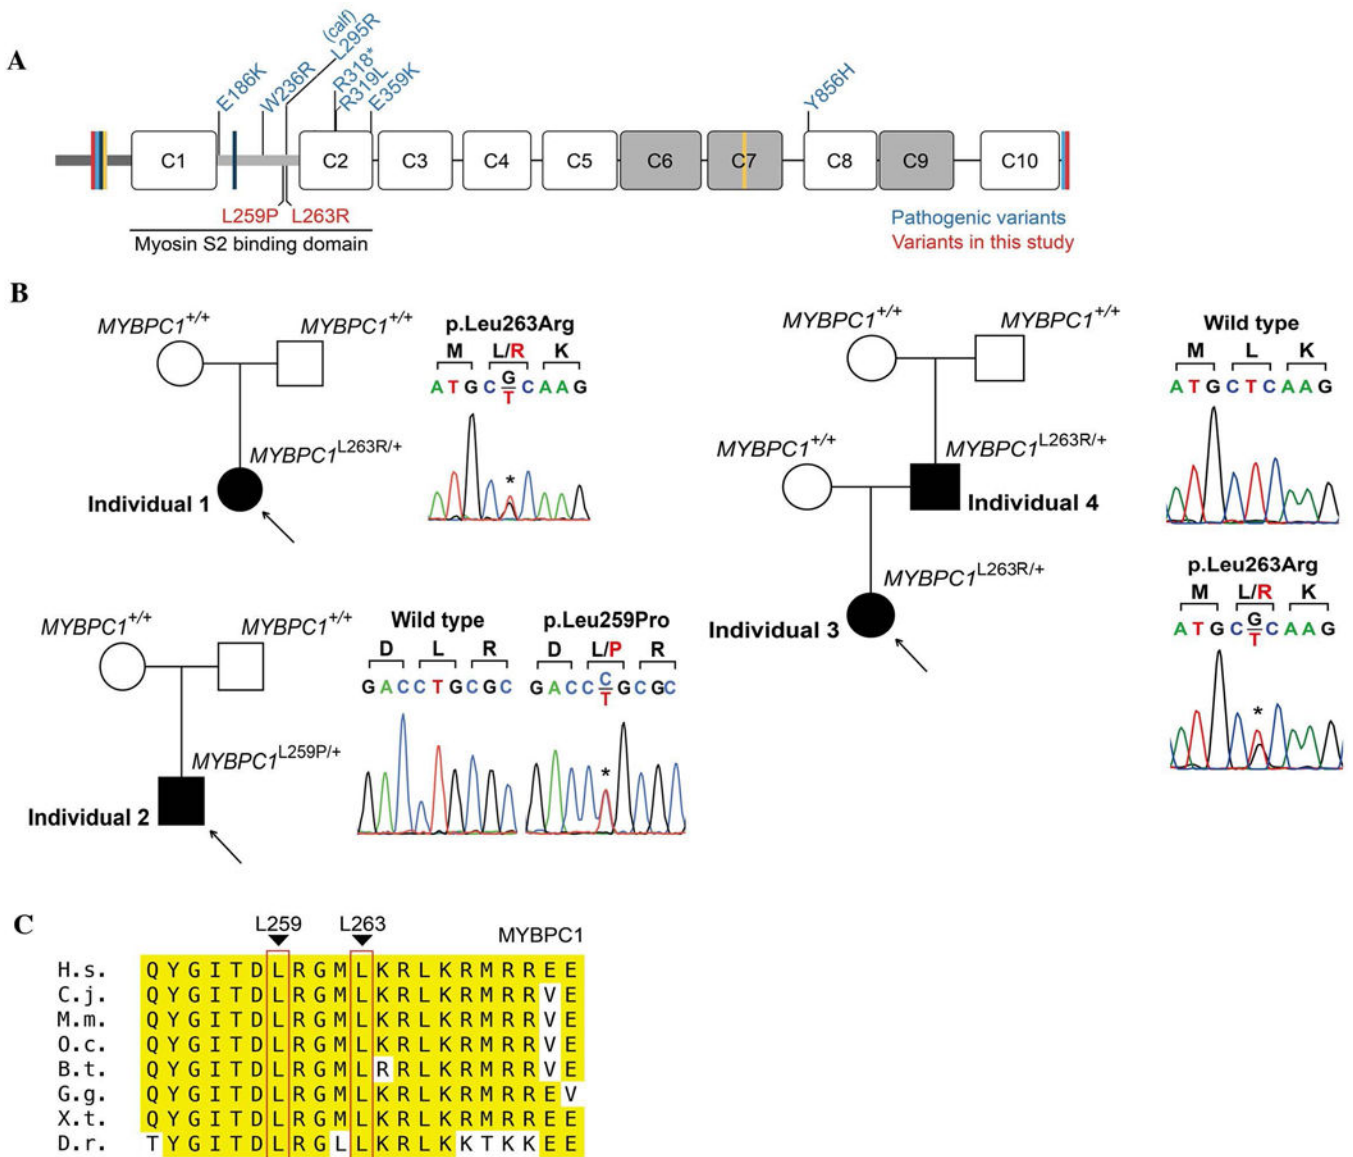 A
E186K
W236R
(calf)
L295R
R318*
R319L
E359K
Y856H
C1 C2 C3 C4 C5 C6 C7 C8 C9 C10
L259P L263R
Myosin S2 binding domain
Pathogenic variants
Variants in this study
B
MYBPC1+/+ MYBPC1+/+
MYBPC1L263R/+
Individual 1
p.Leu263Arg
M L/R K
A T G C G C A A G
T
*
MYBPC1+/+ MYBPC1+/+
MYBPC1L259P/+
Individual 2
Wild type
D L R
G A C C T G C G C
p.Leu259Pro
D L/P R
G A C C C G C G C
T
*
MYBPC1+/+ MYBPC1+/+
MYBPC1+/+ MYBPC1L263R/+
Individual 4
MYBPC1L263R/+
Individual 3
Wild type
M L K
A T G C T C A A G
p.Leu263Arg
M L/R K
A T G C G C A A G
T
*
C
L259 L263 MYBPC1
H.s. Q Y G I T D L R G M L K R L K R M R R E E
C.j. Q Y G I T D L R G M L K R L K R M R R V E
M.m. Q Y G I T D L R G M L K R L K R M R R V E
O.c. Q Y G I T D L R G M L K R L K R M R R V E
B.t. Q Y G I T D L R G M L R R L K R M R R V E
G.g. Q Y G I T D L R G M L K R L K R M R R E V
X.t. Q Y G I T D L R G M L K R L K R M R R E E
D.r. T Y G I T D L R G L L K R L K K T K K E E